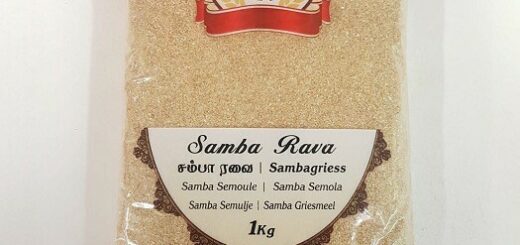 Samba Rava
சம்பா ரவை | Sambagriess
Samba Semoule | Samba Semola
Samba Semulje | Samba Griesmeel
1Kg